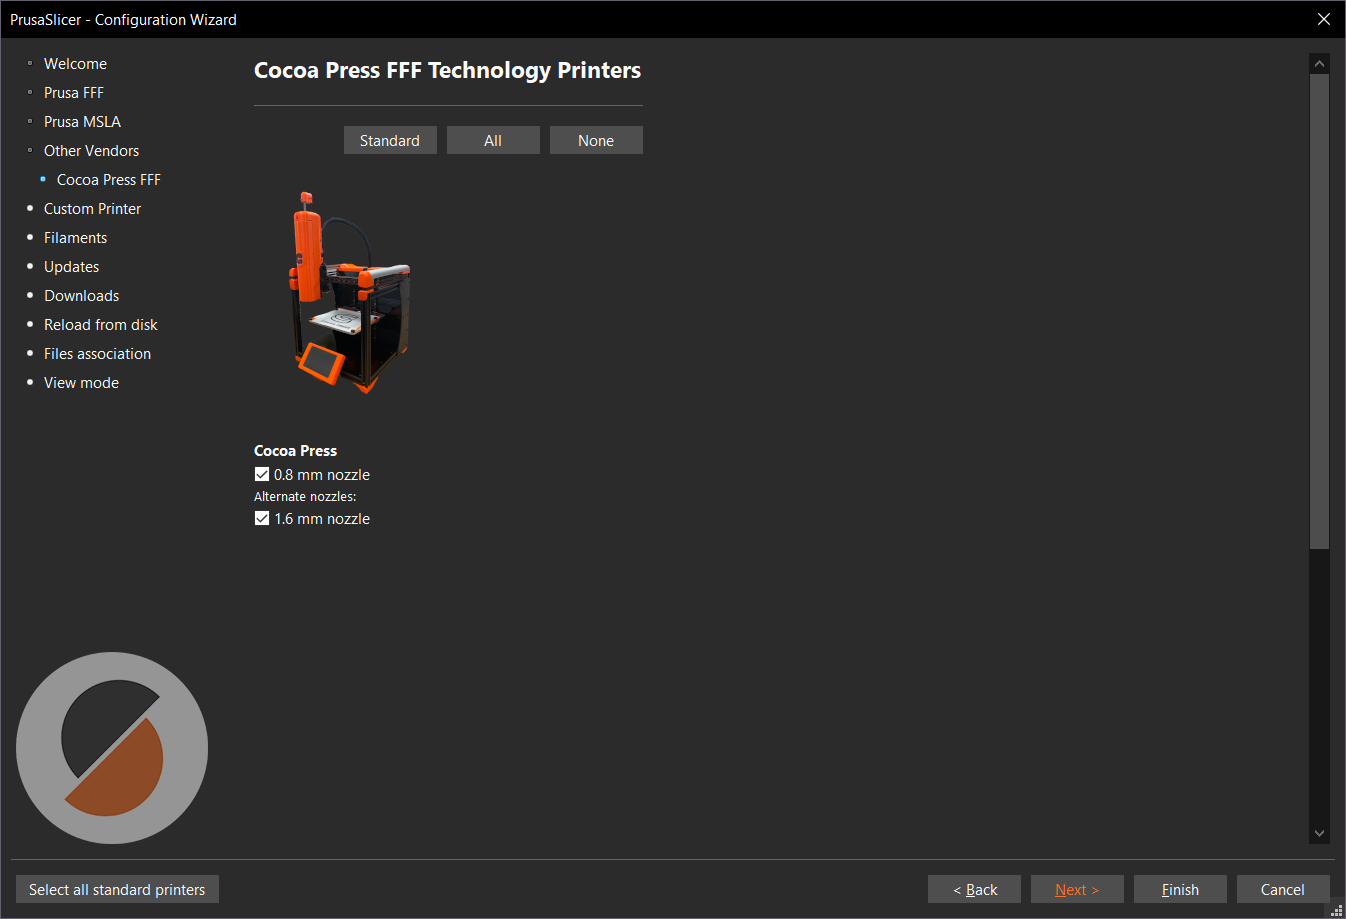 PrusaSlicer - Configuration Wizard
Welcome
Prusa FFF
Prusa MSLA
Other Vendors
Cocoa Press FFF
Custom Printer
Filaments
Updates
Downloads
Reload from disk
Files association
View mode
Cocoa Press FFF Technology Printers
Standard All None
Cocoa Press
0.8 mm nozzle
Alternate nozzles:
1.6 mm nozzle
Select all standard printers < Back Next > Finish Cancel